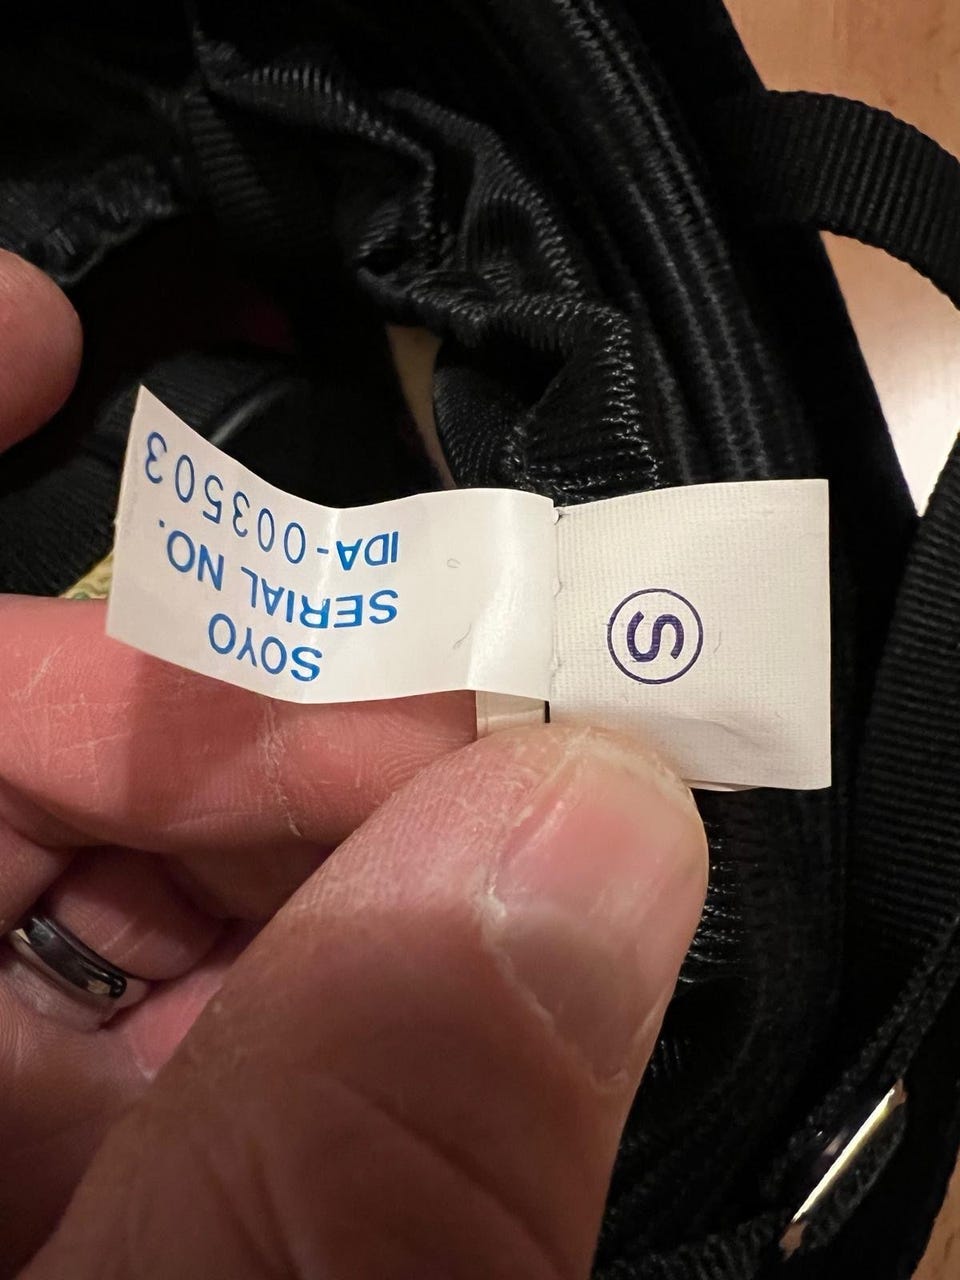 SOYO
SERIAL NO.
IDA-003503
S